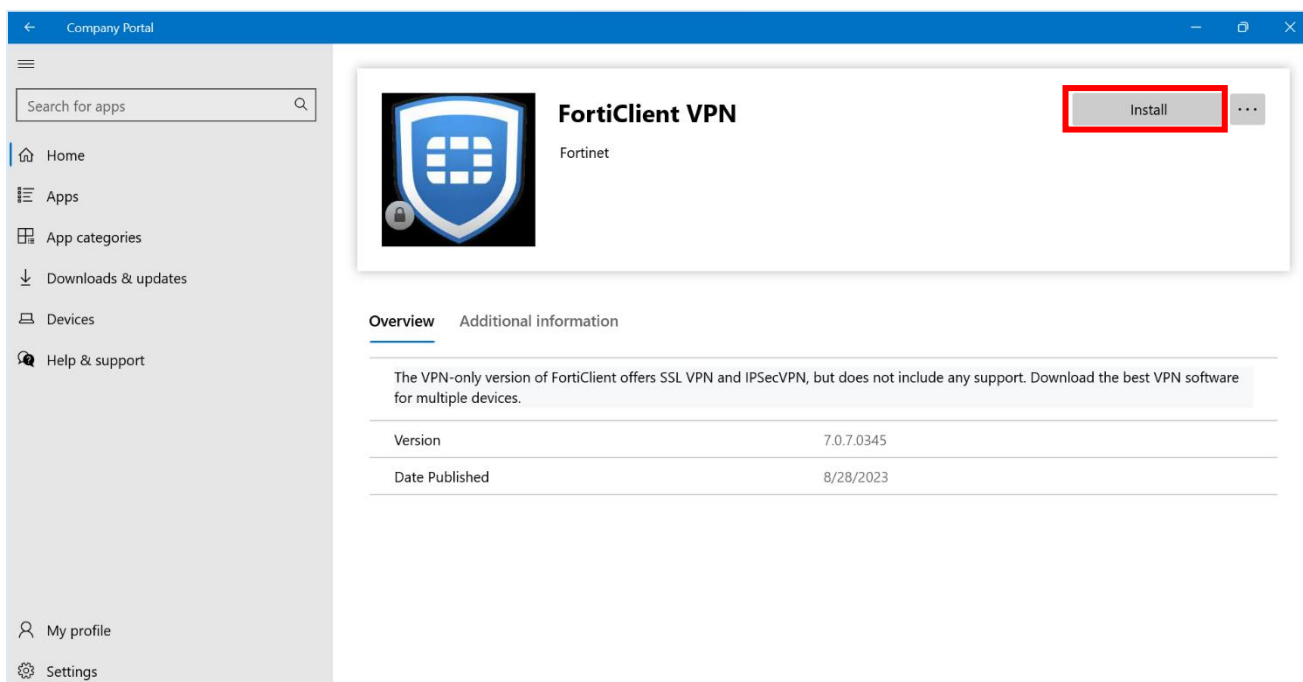 Company Portal
Search for apps
Home
Apps
App categories
Downloads & updates
Devices
Help & support
My profile
Settings
FortiClient VPN
Fortinet
Install
Overview Additional information
The VPN-only version of FortiClient offers SSL VPN and IPSecVPN, but does not include any support. Download the best VPN software
for multiple devices.
Version 7.0.7.0345
Date Published 8/28/2023